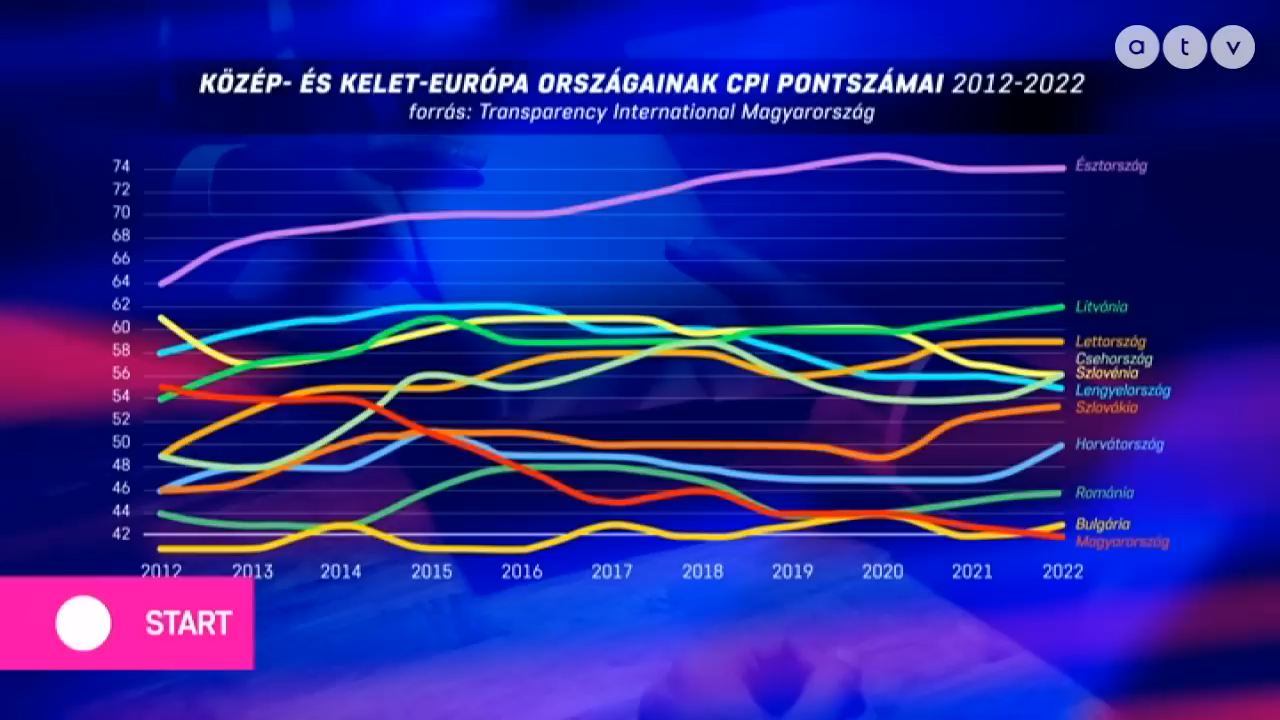 atv
KÖZÉP- ÉS KELET-EURÓPA ORSZÁGAINAK CPI PONTSZÁMAI 2012-2022
forrás: Transparency International Magyarország
74
72
70
68
66
64
62
60
58
56
54
52
50
48
46
44
42
Észtország
Litvánia
Lettország
Csehország
Szlovénia
Lengyelország
Szlovákia
Horvátország
Románia
Bulgária
Magyarország
2012 2013 2014 2015 2016 2017 2018 2019 2020 2021 2022
START